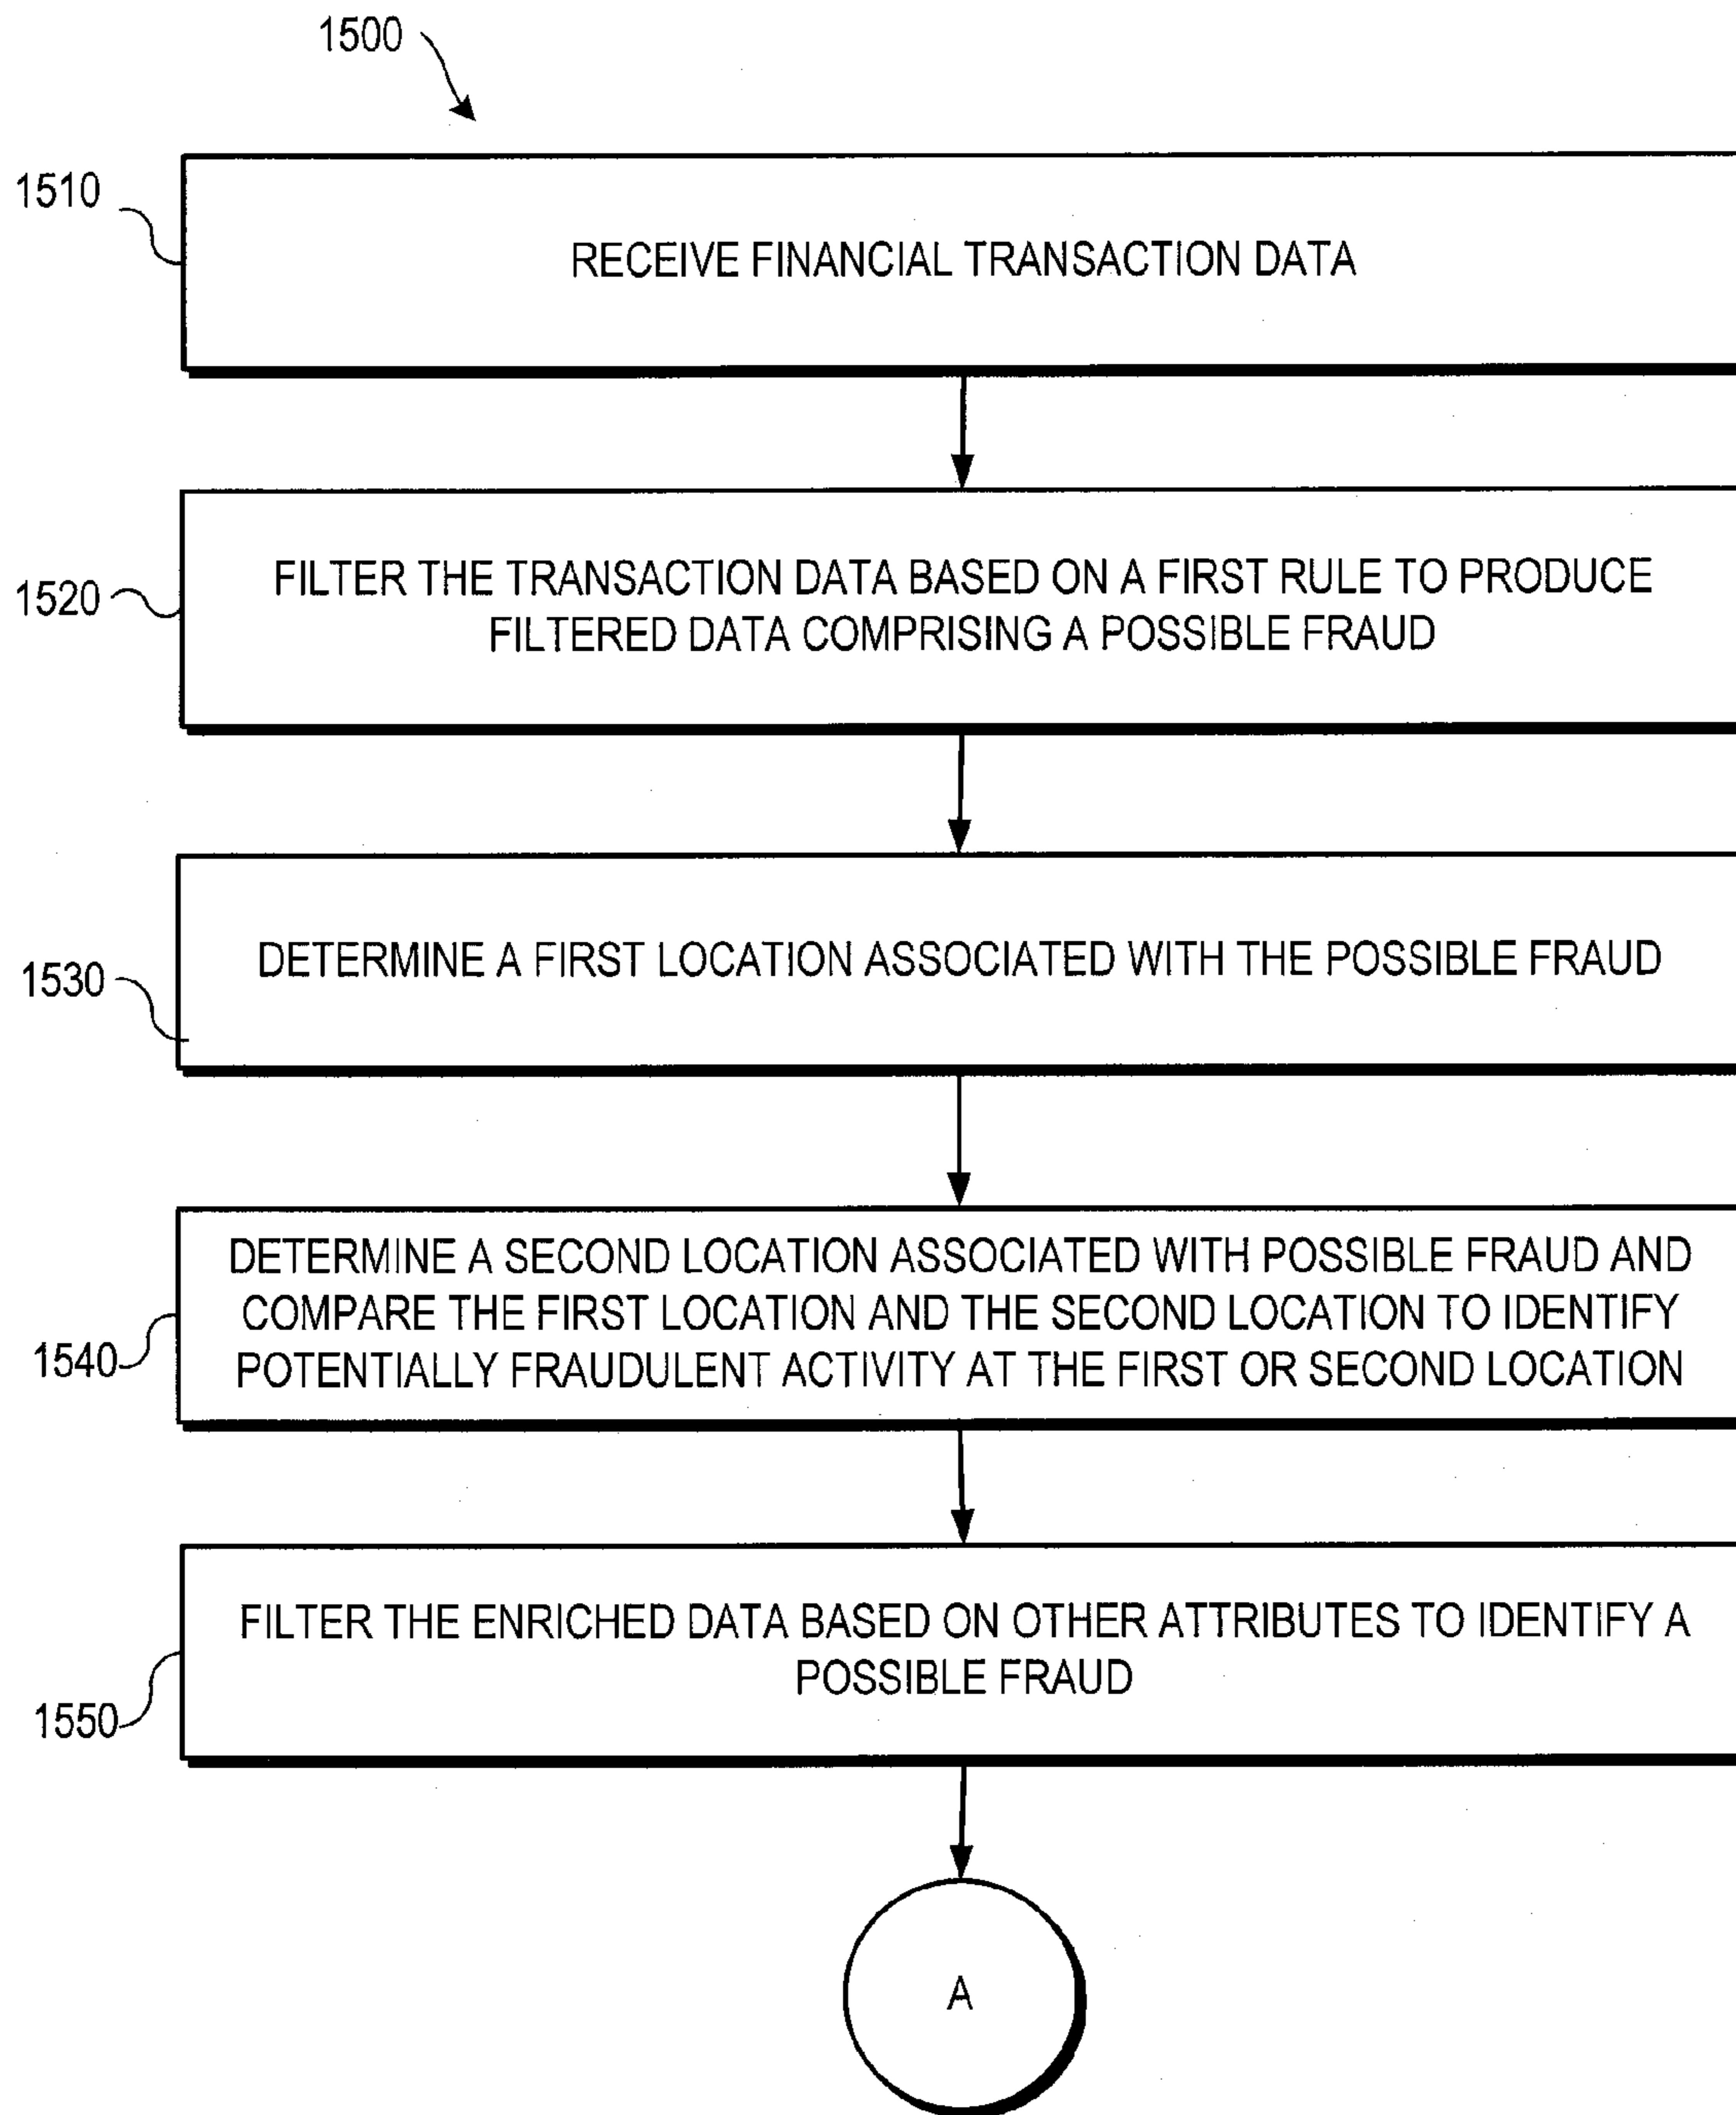 1500
1510
RECEIVE FINANCIAL TRANSACTION DATA
1520
FILTER THE TRANSACTION DATA BASED ON A FIRST RULE TO PRODUCE
FILTERED DATA COMPRISING A POSSIBLE FRAUD
1530
DETERMINE A FIRST LOCATION ASSOCIATED WITH THE POSSIBLE FRAUD
1540
DETERMINE A SECOND LOCATION ASSOCIATED WITH POSSIBLE FRAUD AND
COMPARE THE FIRST LOCATION AND THE SECOND LOCATION TO IDENTIFY
POTENTIALLY FRAUDULENT ACTIVITY AT THE FIRST OR SECOND LOCATION
1550
FILTER THE ENRICHED DATA BASED ON OTHER ATTRIBUTES TO IDENTIFY A
POSSIBLE FRAUD
A